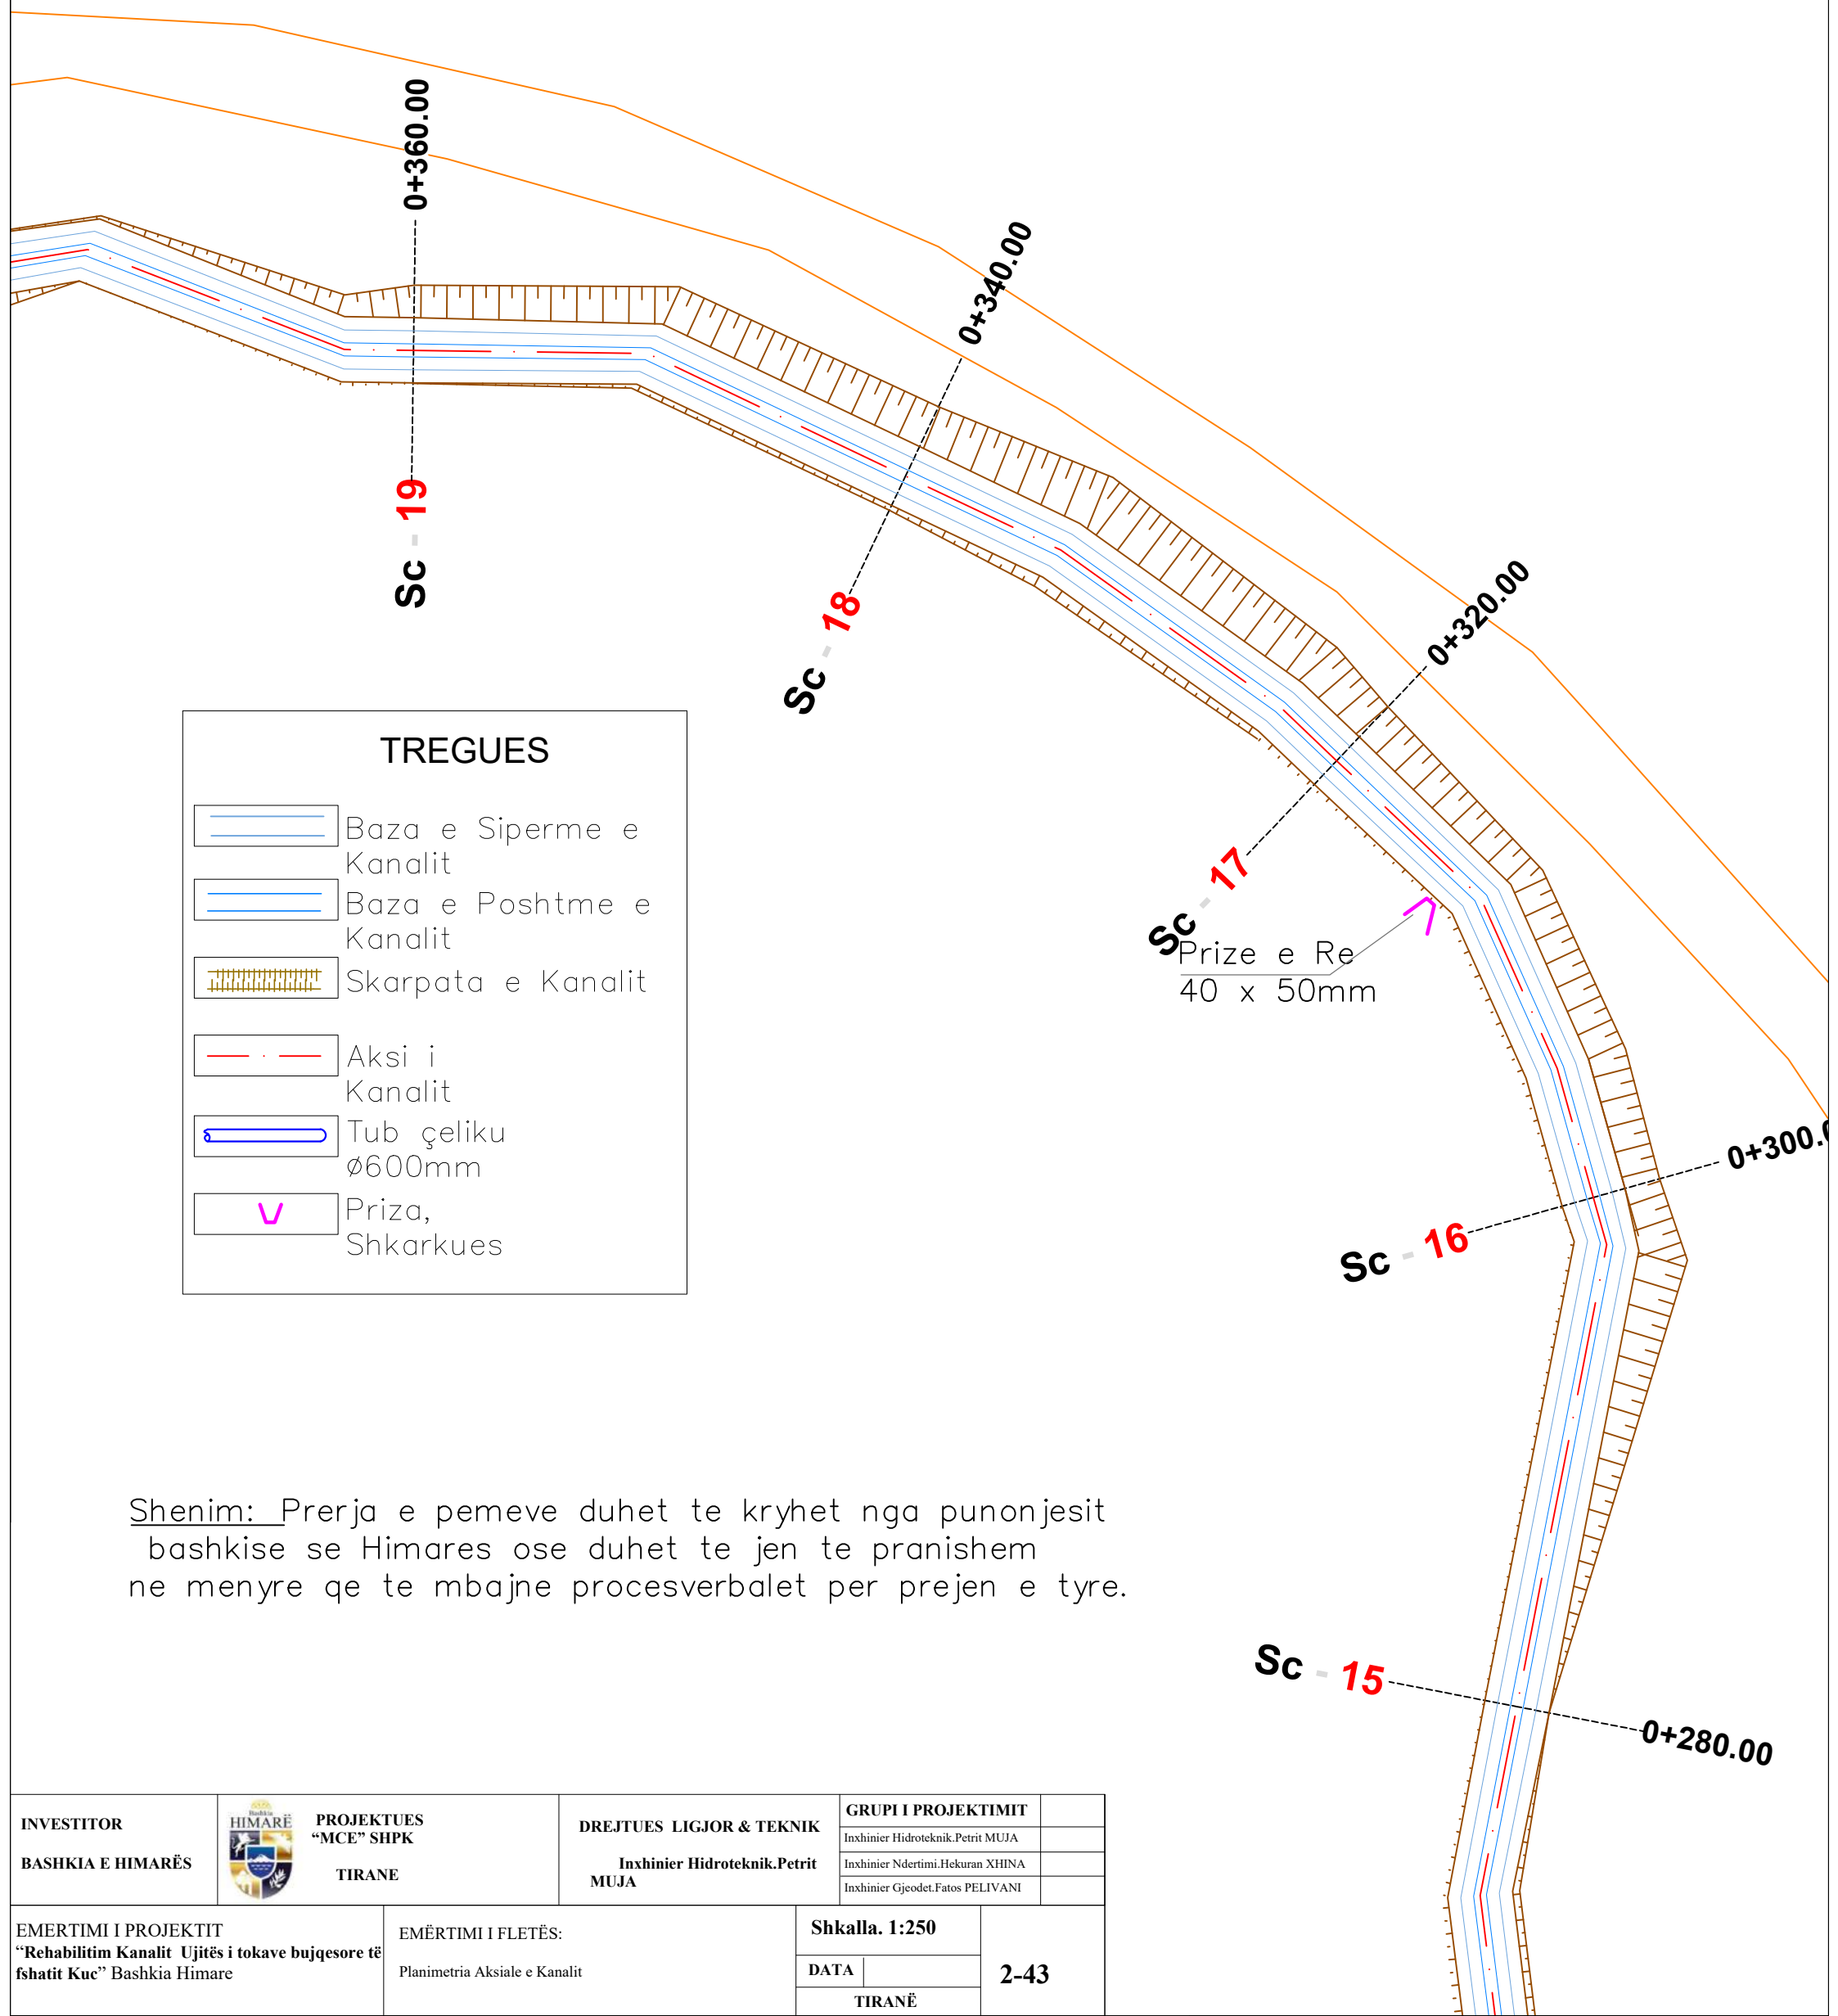 0+360.00
Sc - 19
0+340.00
Sc - 18
0+320.00
Sc - 17
Prize e Re
40 x 50mm
0+300.0
Sc - 16
Sc - 15
0+280.00
TREGUES
Baza e Siperme e
Kanalit
Baza e Poshtme e
Kanalit
Skarpata e Kanalit
Aksi i
Kanalit
Tub çeliku
Ø600mm
Priza,
Shkarkues
Shenim: Prerja e pemeve duhet te kryhet nga punonjesit
bashkise se Himares ose duhet te jen te pranishem
ne menyre qe te mbajne procesverbalet per prejen e tyre.
INVESTITOR
BASHKIA E HIMARËS
Bashkia
HIMARË
PROJEKTUES
“MCE” SHPK
TIRANE
DREJTUES LIGJOR & TEKNIK
Inxhinier Hidroteknik.Petrit
MUJA
GRUPI I PROJEKTIMIT
Inxhinier Hidroteknik.Petrit MUJA
Inxhinier Ndertimi.Hekuran XHINA
Inxhinier Gjeodet.Fatos PELIVANI
EMERTIMI I PROJEKTIT
“Rehabilitim Kanalit Ujitës i tokave bujqesore të
fshatit Kuc” Bashkia Himare
EMËRTIMI I FLETËS:
Planimetria Aksiale e Kanalit
Shkalla. 1:250
DATA
TIRANË
2-43